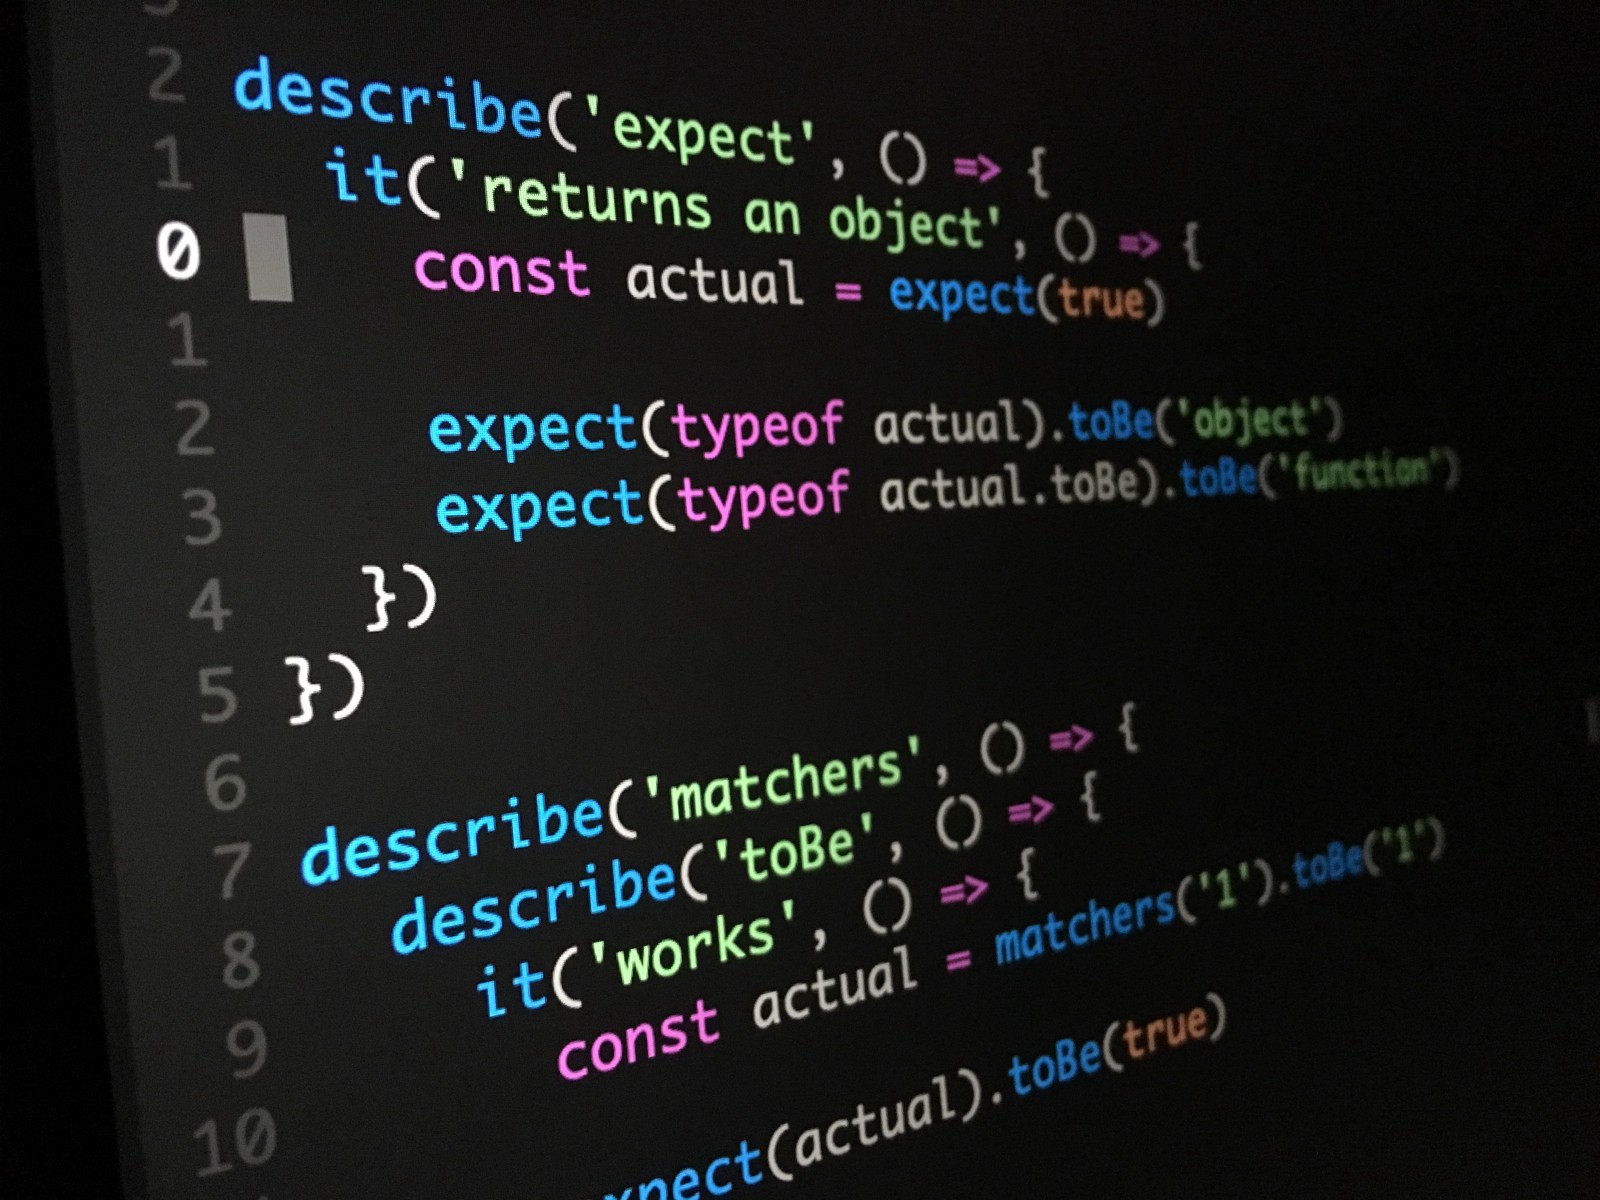 2 describe('expect', () => {
1   it('returns an object', () => {
0     const actual = expect(true)
1
2     expect(typeof actual).toBe('object')
3     expect(typeof actual.toBe).toBe('function')
4   })
5 })
6
7 describe('matchers', () => {
8   describe('toBe', () => {
9     it('works', () => {
10       const actual = matchers('1').toBe('1')
(actual).toBe(true)